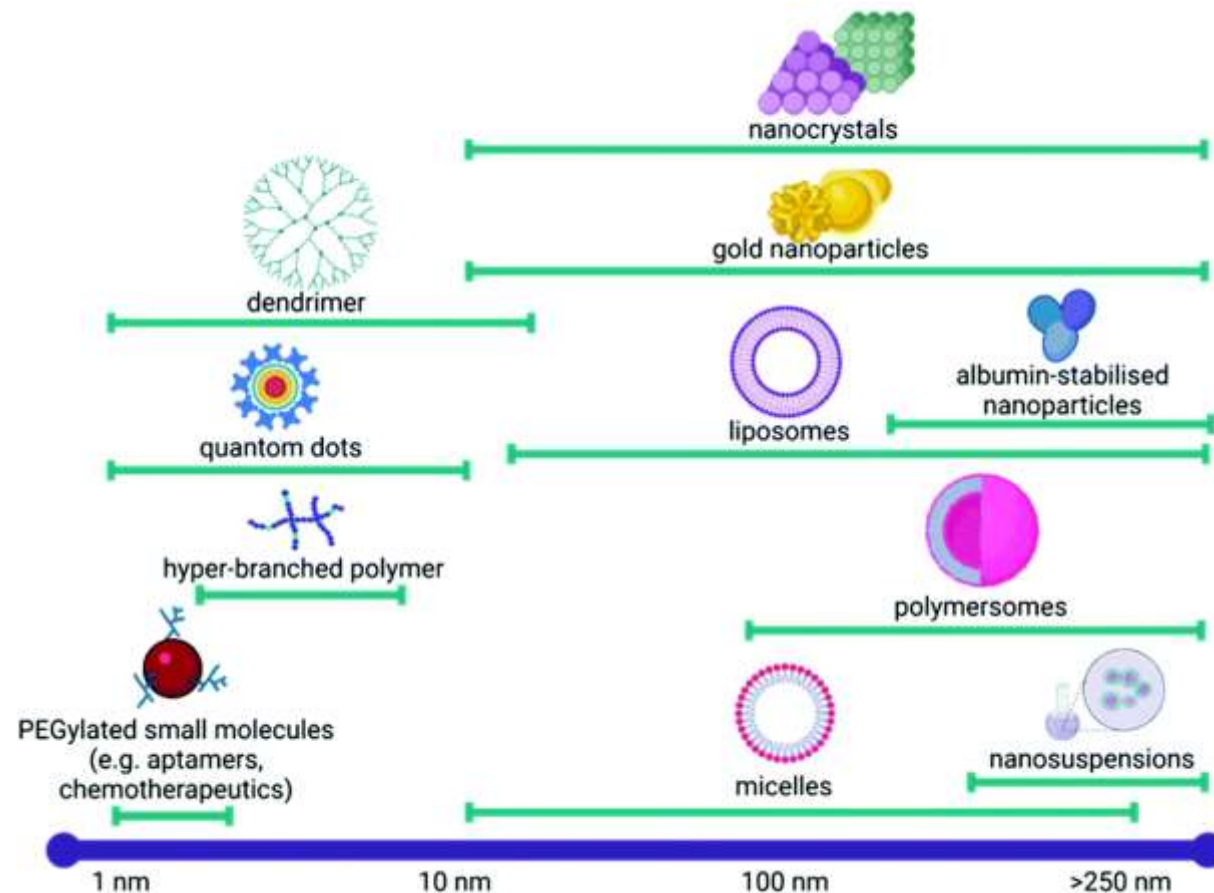 nanocrystals
gold nanoparticles
dendrimer
albumin-stabilised
nanoparticles
liposomes
quantom dots
hyper-branched polymer
polymersomes
PEGylated small molecules
(e.g. aptamers,
chemotherapeutics)
micelles
nanosuspensions
1 nm
10 nm
100 nm
>250 nm